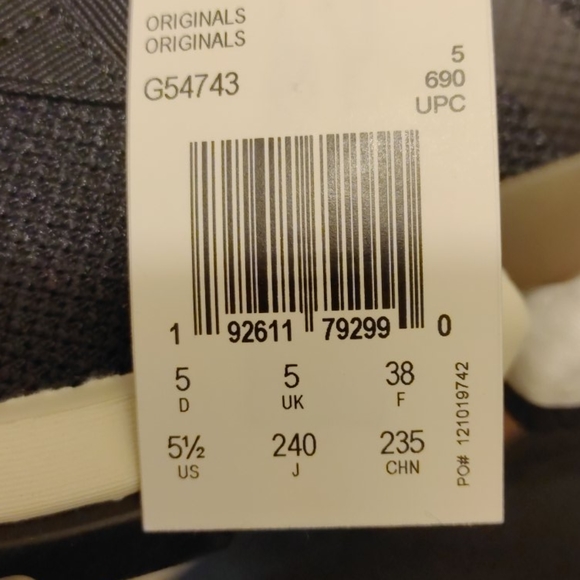 ORIGINALS
ORIGINALS
G54743
5
690
UPC
1 92611 79299 0
5 5 38
D UK F
5½ 240 235
US J CHN
PO# 121019742